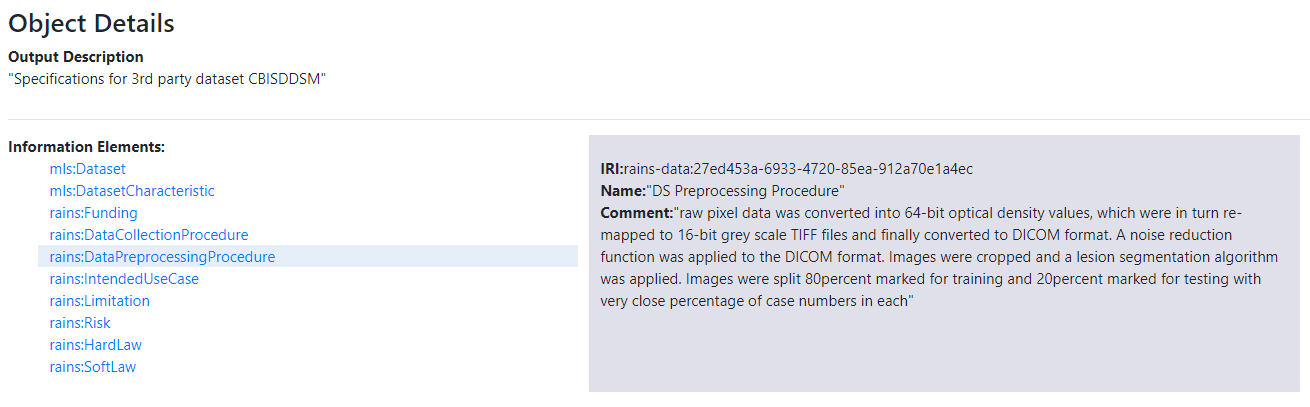 Object Details
Output Description
"Specifications for 3rd party dataset CBISDDSM"
Information Elements:
mls:Dataset
mls:DatasetCharacteristic
rains:Funding
rains:DataCollectionProcedure
rains:DataPreprocessingProcedure
rains:IntendedUseCase
rains:Limitation
rains:Risk
rains:HardLaw
rains:SoftLaw
IRI:rains-data:27ed453a-6933-4720-85ea-912a70e1a4ec
Name:"DS Preprocessing Procedure"
Comment:"raw pixel data was converted into 64-bit optical density values, which were in turn re-
mapped to 16-bit grey scale TIFF files and finally converted to DICOM format. A noise reduction
function was applied to the DICOM format. Images were cropped and a lesion segmentation algorithm
was applied. Images were split 80percent marked for training and 20percent marked for testing with
very close percentage of case numbers in each"